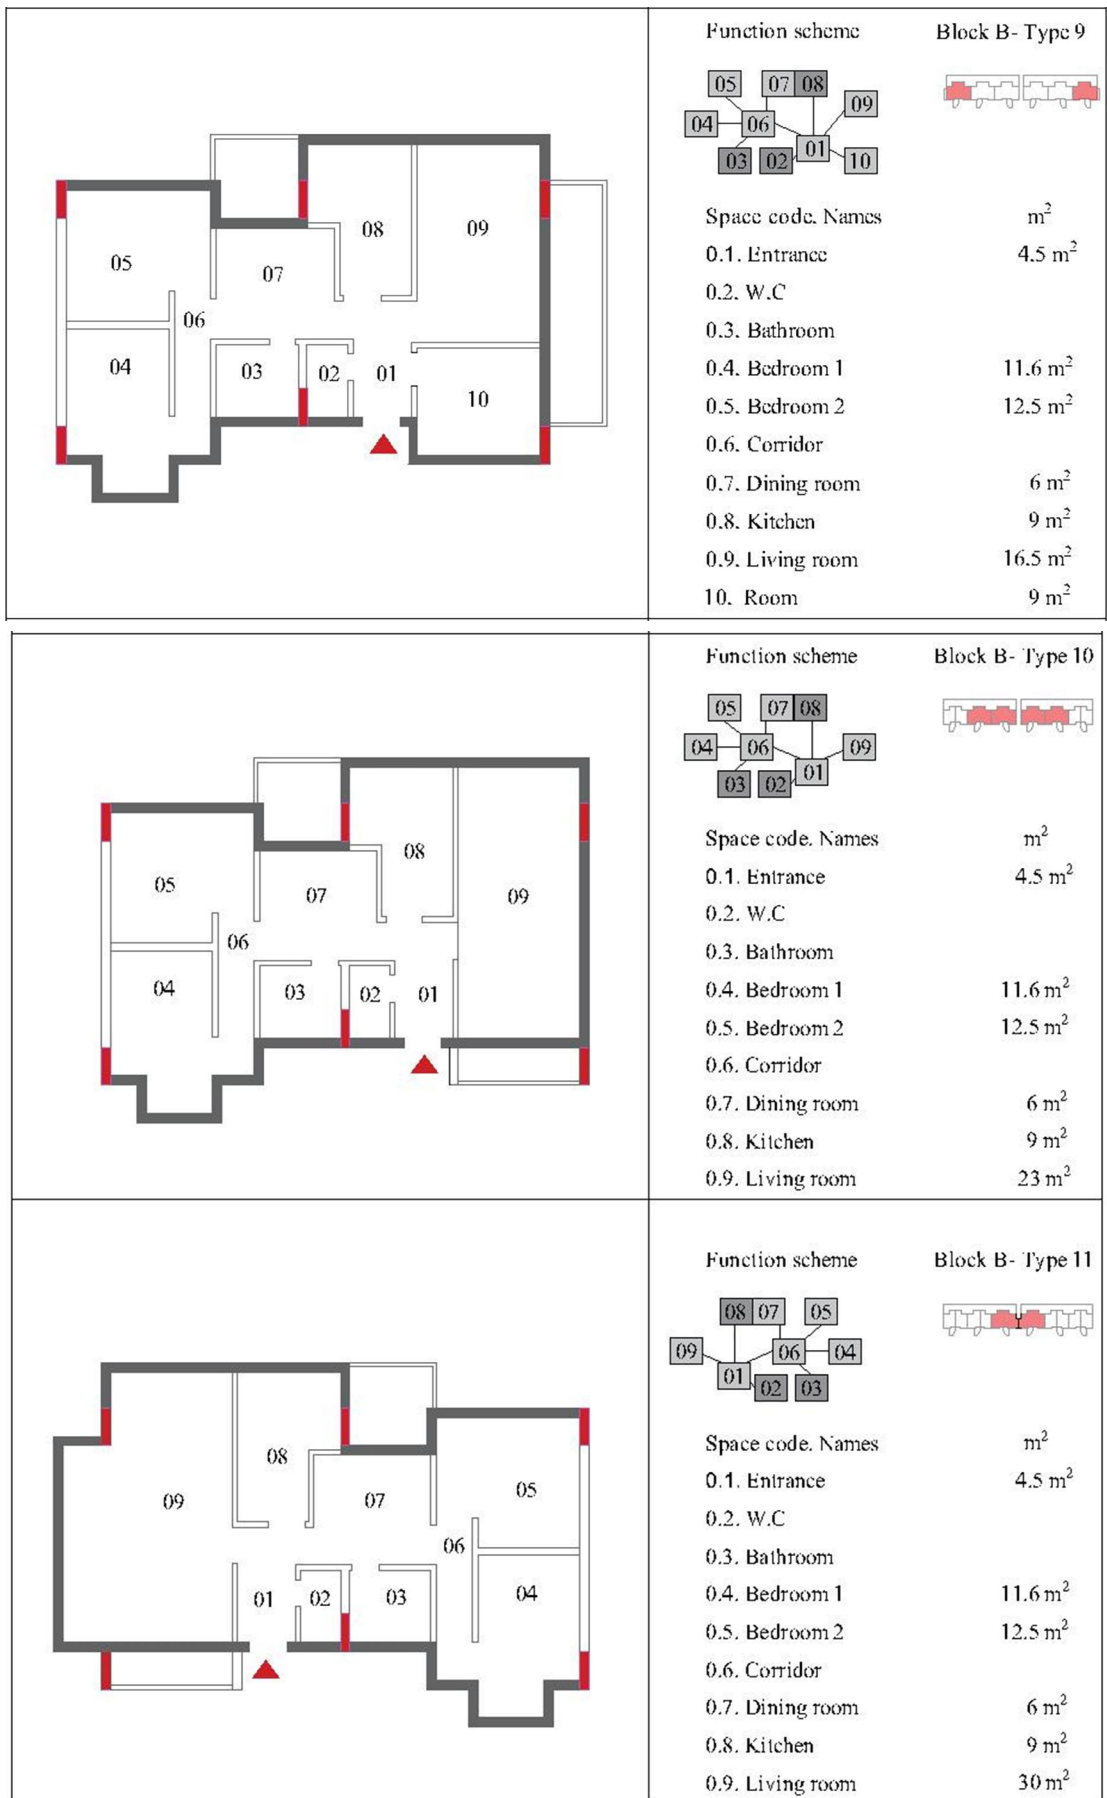 Function scheme Block B- Type 9
05 07 08 09
04 06
03 02 01 10
Space code. Names m²
0.1. Entrance 4.5 m²
0.2. W.C
0.3. Bathroom
0.4. Bedroom 1 11.6 m²
0.5. Bedroom 2 12.5 m²
0.6. Corridor
0.7. Dining room 6 m²
0.8. Kitchen 9 m²
0.9. Living room 16.5 m²
10. Room 9 m²
08 09
05 07
06
04 03 02 01 10
Function scheme Block B- Type 10
05 07 08
04 06 09
03 02 01
Space code. Names m²
0.1. Entrance 4.5 m²
0.2. W.C
0.3. Bathroom
0.4. Bedroom 1 11.6 m²
0.5. Bedroom 2 12.5 m²
0.6. Corridor
0.7. Dining room 6 m²
0.8. Kitchen 9 m²
0.9. Living room 23 m²
08
05 07 09
06
04 03 02 01
Function scheme Block B- Type 11
08 07 05
09 06 04
01 02 03
Space code. Names m²
0.1. Entrance 4.5 m²
0.2. W.C
0.3. Bathroom
0.4. Bedroom 1 11.6 m²
0.5. Bedroom 2 12.5 m²
0.6. Corridor
0.7. Dining room 6 m²
0.8. Kitchen 9 m²
0.9. Living room 30 m²
08
09 07 05
06
01 02 03 04